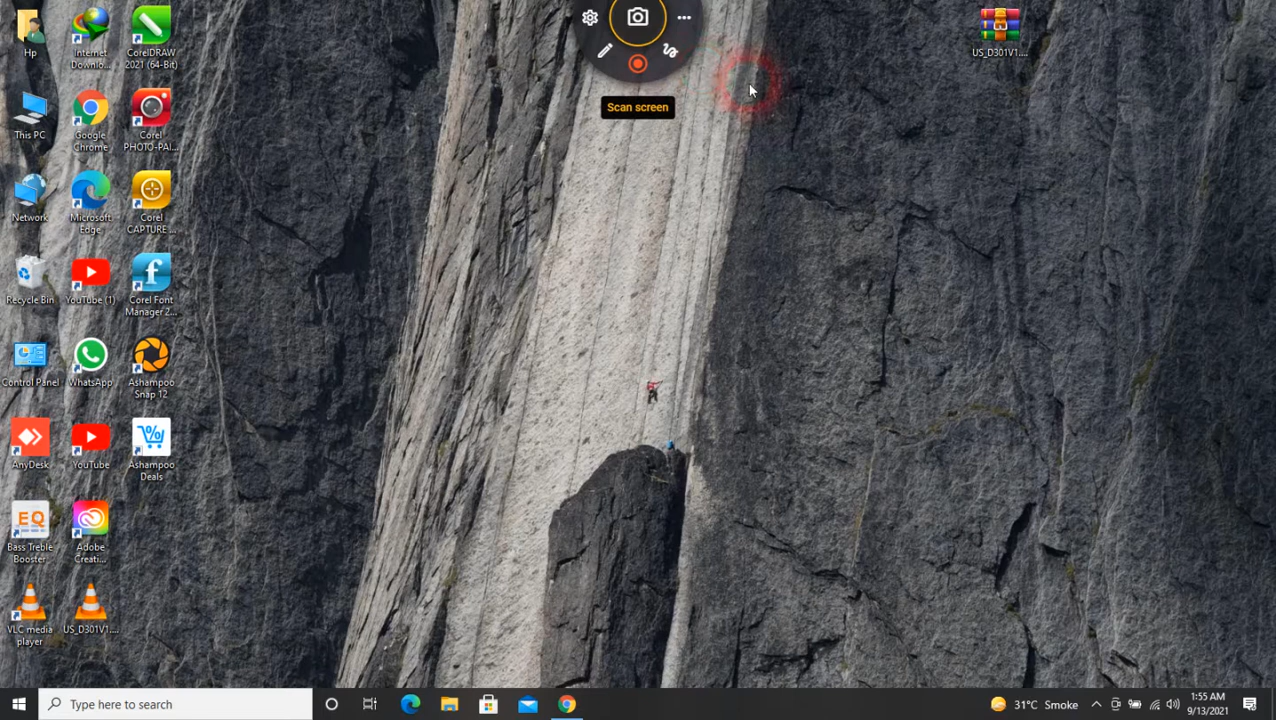 Hp
Internet
Downlo...
CorelDRAW
2021 (64-Bit)
US_D301V1....
Scan screen
This PC
Google
Chrome
Corel
PHOTO-PAI...
Network
Microsoft
Edge
Corel
CAPTURE ...
Recycle Bin
YouTube (1)
Corel Font
Manager 2...
Control Panel
WhatsApp
Ashampoo
Snap 12
AnyDesk
YouTube
Ashampoo
Deals
EQ
Bass Treble
Booster
Adobe
Creati...
VLC media
player
US_D301V1....
Type here to search
31°C Smoke
1:55 AM
9/13/2021